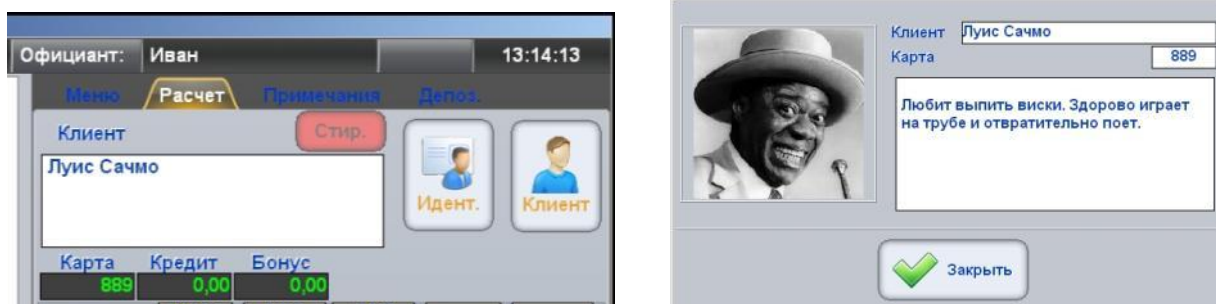 Официант: Иван 13:14:13
Меню Расчет Примечания Депоз.
Клиент Стир.
Луис Сачмо
Идент. Клиент
Карта Кредит Бонус
889 0,00 0,00
Клиент Луис Сачмо
Карта 889
Любит выпить виски. Здорово играет
на трубе и отвратительно поет.
Закрыть